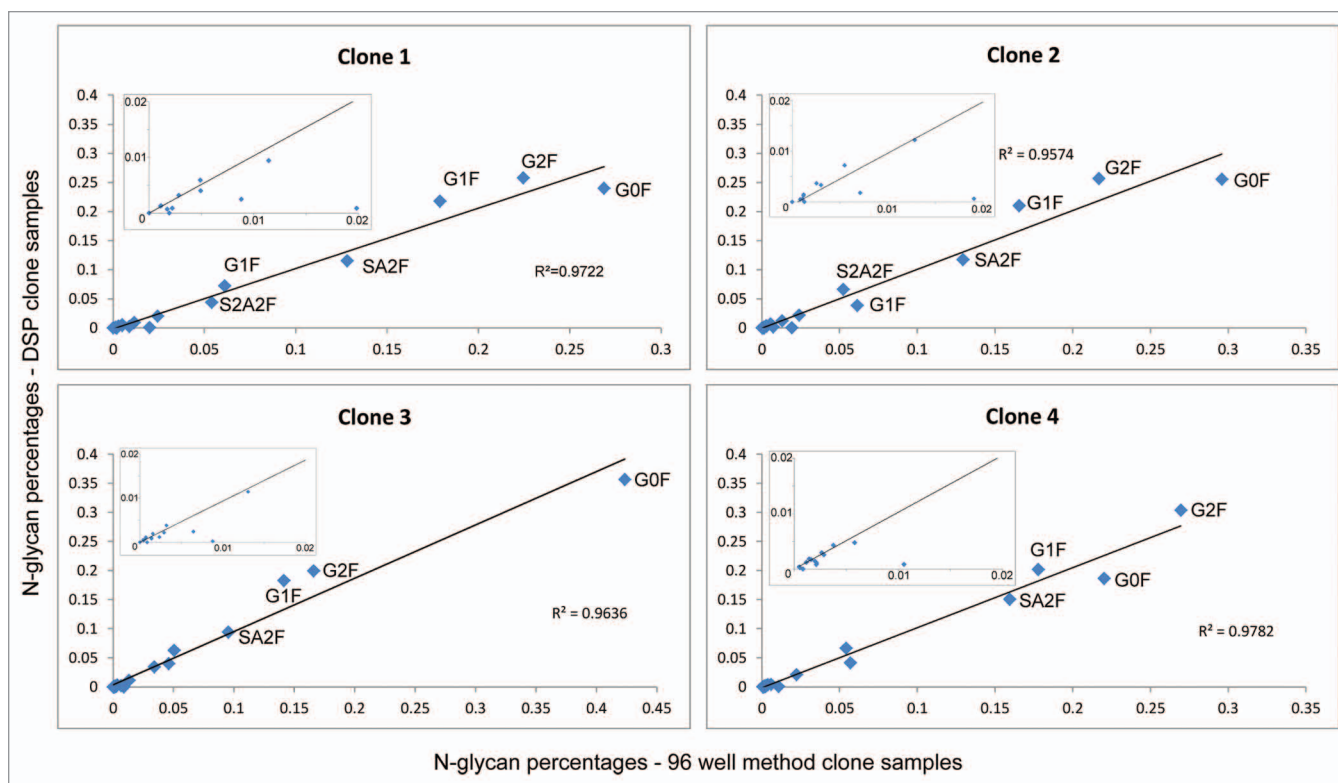 N-glycan percentages - DSP clone samples
Clone 1
0.4
0.35
0.3
0.25
0.2
0.15
0.1
0.05
0
0 0.05 0.1 0.15 0.2 0.25 0.3
0.02
0.01
0
0 0.01 0.02
G1F
G2F
G0F
G1F
SA2F
S2A2F
R²=0.9722
Clone 2
0.4
0.35
0.3
0.25
0.2
0.15
0.1
0.05
0
0 0.05 0.1 0.15 0.2 0.25 0.3 0.35
0.02
0.01
0
0 0.01 0.02
R² = 0.9574
G2F
G0F
G1F
SA2F
S2A2F
G1F
Clone 3
0.4
0.35
0.3
0.25
0.2
0.15
0.1
0.05
0
0 0.05 0.1 0.15 0.2 0.25 0.3 0.35 0.4 0.45
0.02
0.01
0
0 0.01 0.02
G0F
G2F
G1F
SA2F
R² = 0.9636
Clone 4
0.4
0.35
0.3
0.25
0.2
0.15
0.1
0.05
0
0 0.05 0.1 0.15 0.2 0.25 0.3 0.35
0.02
0.01
0
0 0.01 0.02
G2F
G1F
G0F
SA2F
R² = 0.9782
N-glycan percentages - 96 well method clone samples